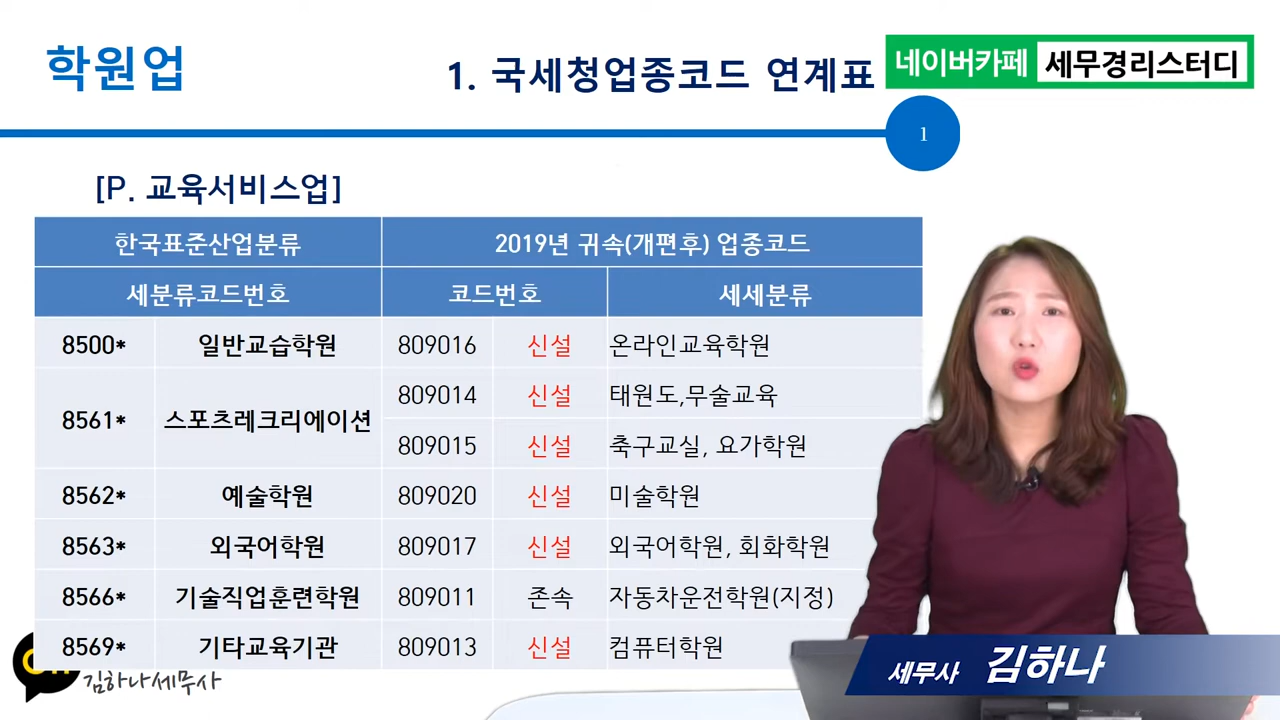 학원업
1. 국세청업종코드 연계표
네이버카페 세무경리스터디
1
[P. 교육서비스업]
한국표준산업분류 2019년 귀속(개편후) 업종코드
세분류코드번호 코드번호 세세분류
8500* 일반교습학원 809016 신설 온라인교육학원
8561* 스포츠레크리에이션 809014 신설 태원도,무술교육
809015 신설 축구교실, 요가학원
8562* 예술학원 809020 신설 미술학원
8563* 외국어학원 809017 신설 외국어학원, 회화학원
8566* 기술직업훈련학원 809011 존속 자동차운전학원(지정)
8569* 기타교육기관 809013 신설 컴퓨터학원
김하나세무사
세무사 김하나